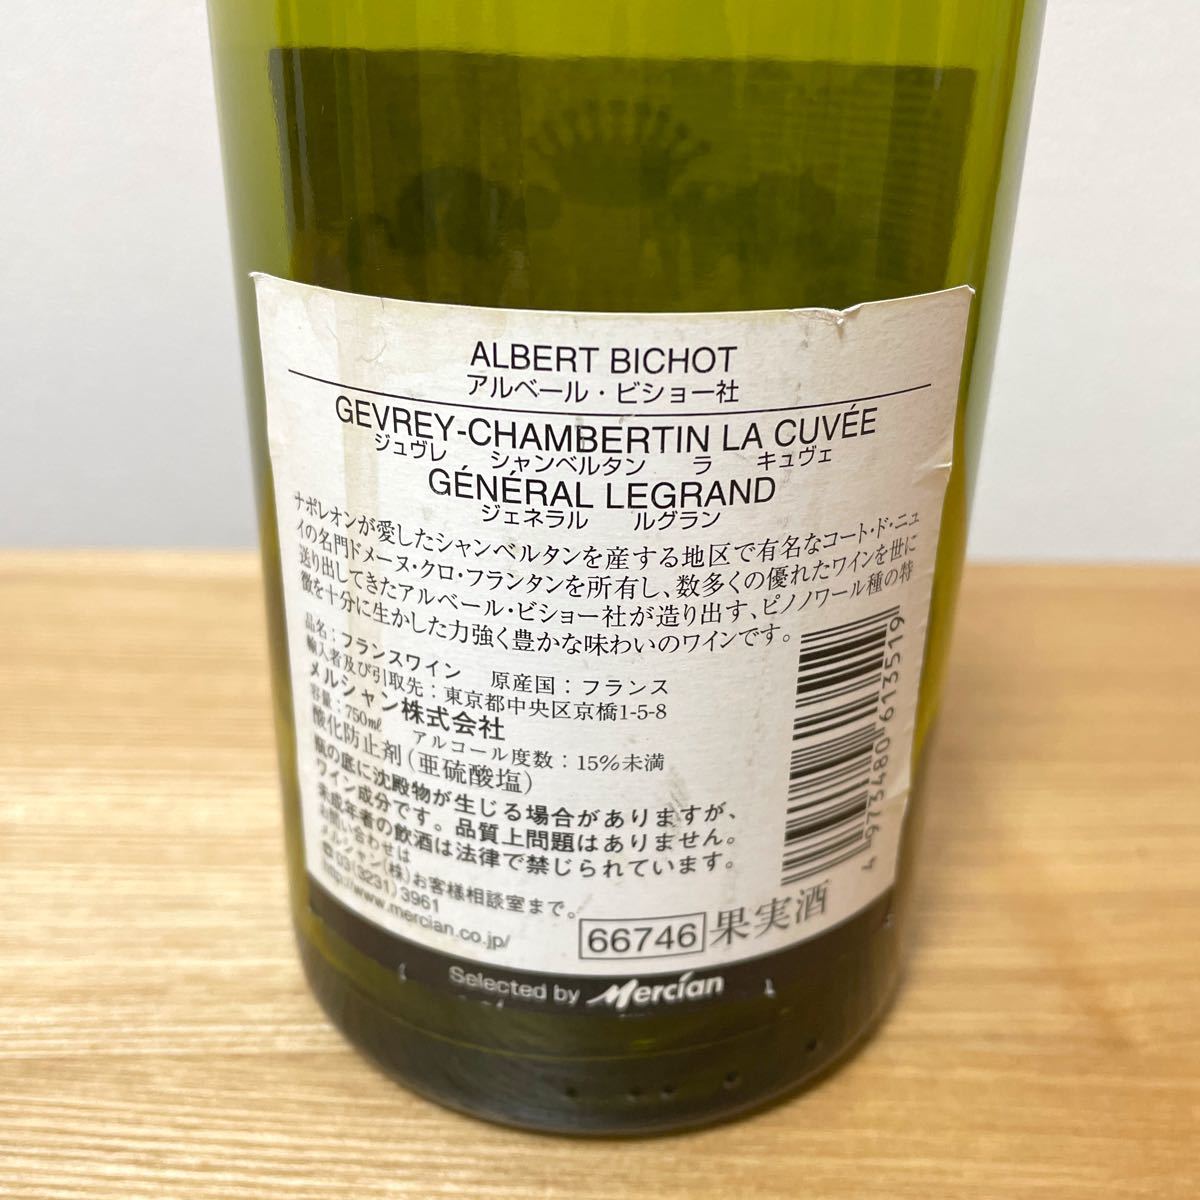 ALBERT BICHOT
アルベール・ビショー社
GEVREY-CHAMBERTIN LA CUVÉE
ジュヴレ シャンベルタン ラ キュヴェ
GÉNÉRAL LEGRAND
ジェネラル ルグラン
ナポレオンが愛したシャンベルタンを産する地区で有名なコート・ド・ニュ
イの名門ドメーヌ・クロ・フランタンを所有し、数多くの優れたワインを世に
送り出してきたアルベール・ビショー社が造り出す、ピノノワール種の特
徴を十分に生かした力強く豊かな味わいのワインです。
品名：フランスワイン 原産国：フランス
輸入者及び引取先：東京都中央区京橋1-5-8
メルシャン株式会社
容量：750㎖ アルコール度数：15%未満
酸化防止剤(亜硫酸塩)
瓶の底に沈殿物が生じる場合がありますが、
ワイン成分です。品質上問題はありません。
未成年者の飲酒は法律で禁じられています。
お問い合わせは
メルシャン(株)お客様相談室まで。
☎03(3231)3961
http://www.mercian.co.jp/
66746 果実酒
4 973480 613519
Selected by Mercian